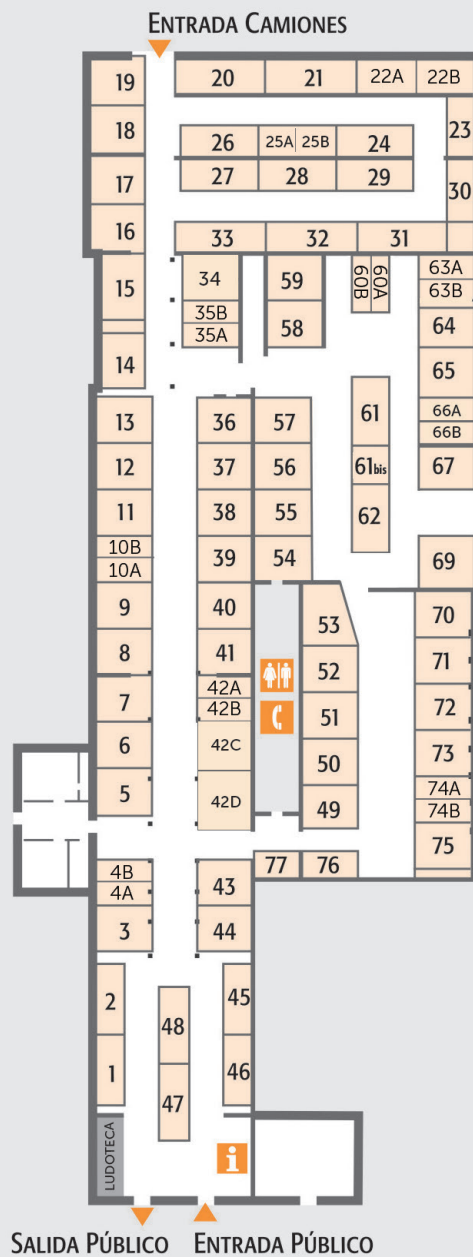 ENTRADA CAMIONES
19 20 21 22A 22B
18 26 25A 25B 24 23
17 27 28 29 30
16 33 32 31
15 34 59 60B 60A 63A
35B 63B
35A 58 64
14 65
13 36 57 61 66A
66B
12 37 56 61bis 67
11 38 55 62
10B 39 54 69
10A
9 40 53 70
8 41 52 71
7 42A 51 72
42B
6 42C 50 73
5 42D 49 74A
74B
4B 43 77 76 75
4A
3 44
2 48 45
1 47 46
LUDOTECA i
SALIDA PÚBLICO ENTRADA PÚBLICO